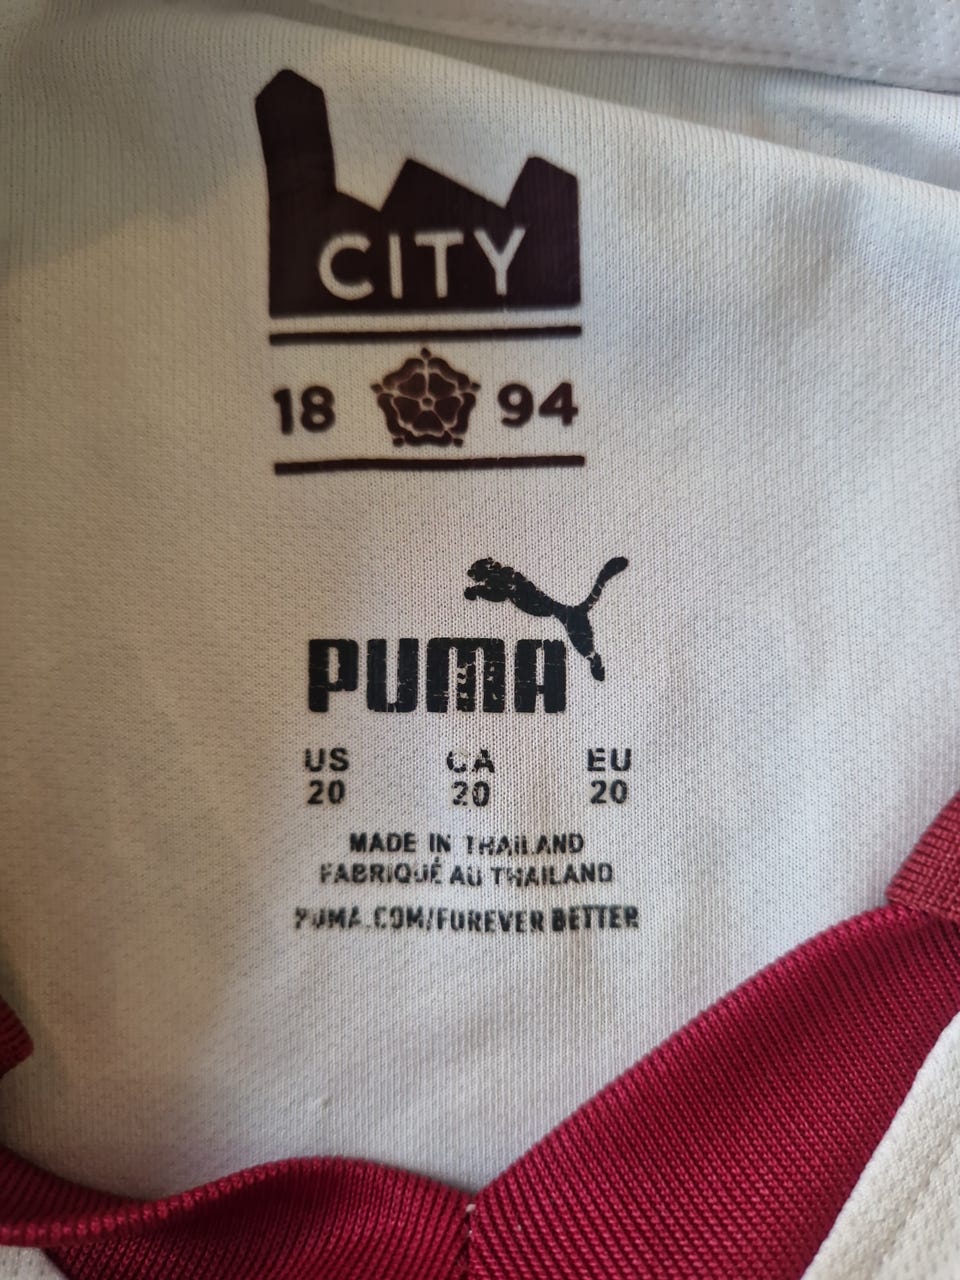 CITY
18 94
PUMA
US CA EU
20 20 20
MADE IN THAILAND
FABRIQUÉ AU THAILAND
PUMA.COM/FOREVER BETTER